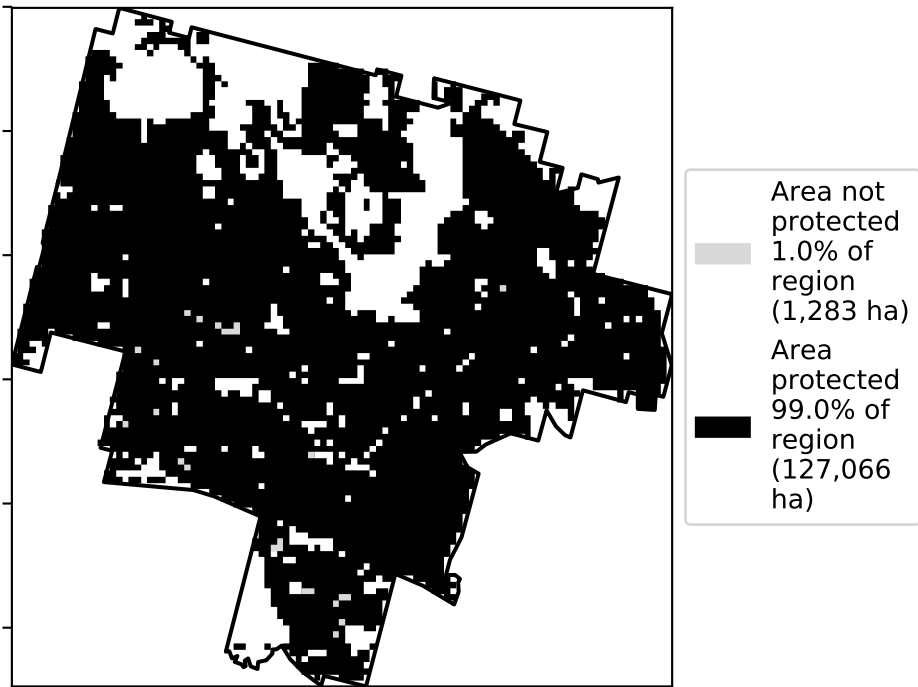 Area not
protected
1.0% of
region
(1,283 ha)
Area
protected
99.0% of
region
(127,066
ha)